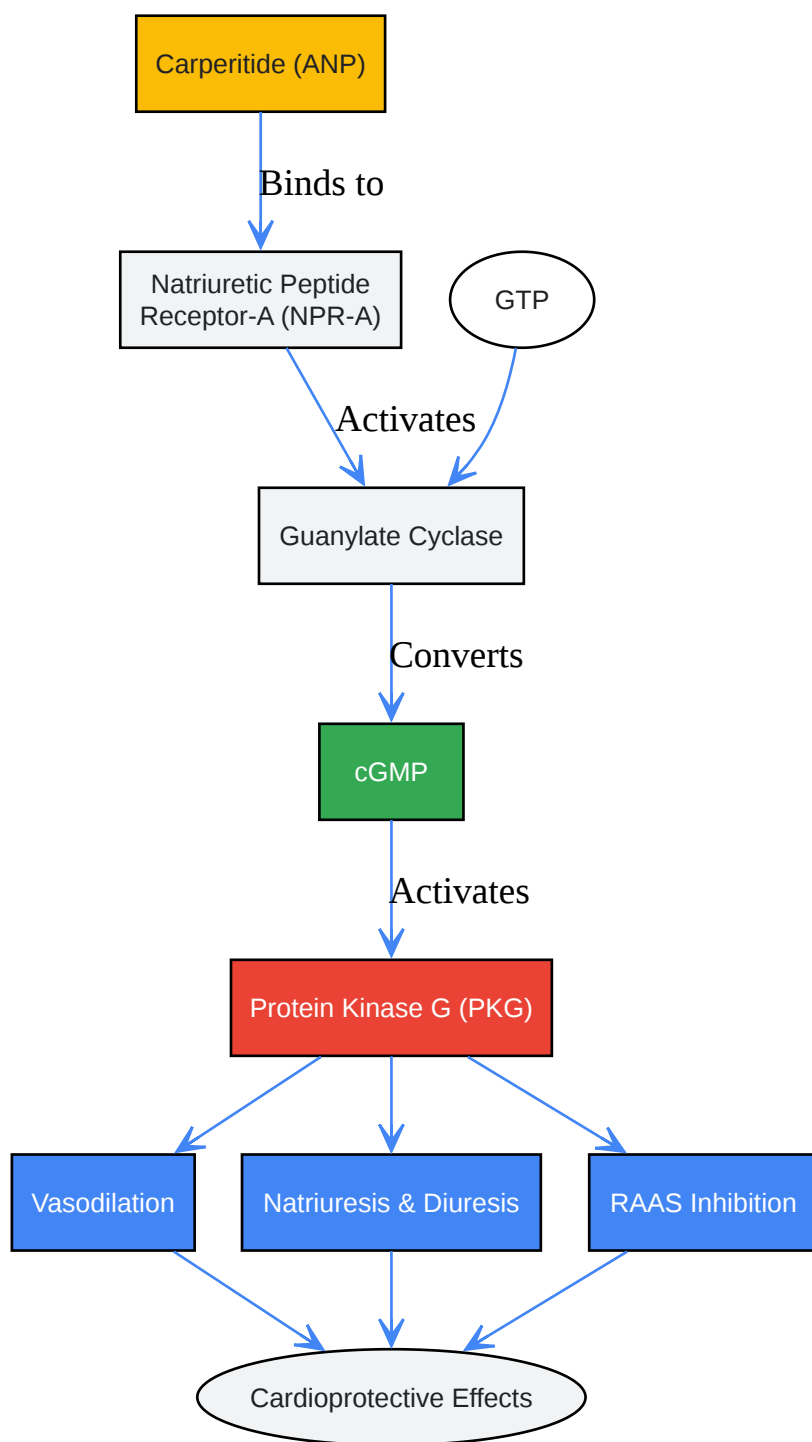 Carperitide (ANP)
Binds to
Natriuretic Peptide
Receptor-A (NPR-A)
GTP
Activates
Guanylate Cyclase
Converts
cGMP
Activates
Protein Kinase G (PKG)
Vasodilation
Natriuresis & Diuresis
RAAS Inhibition
Cardioprotective Effects